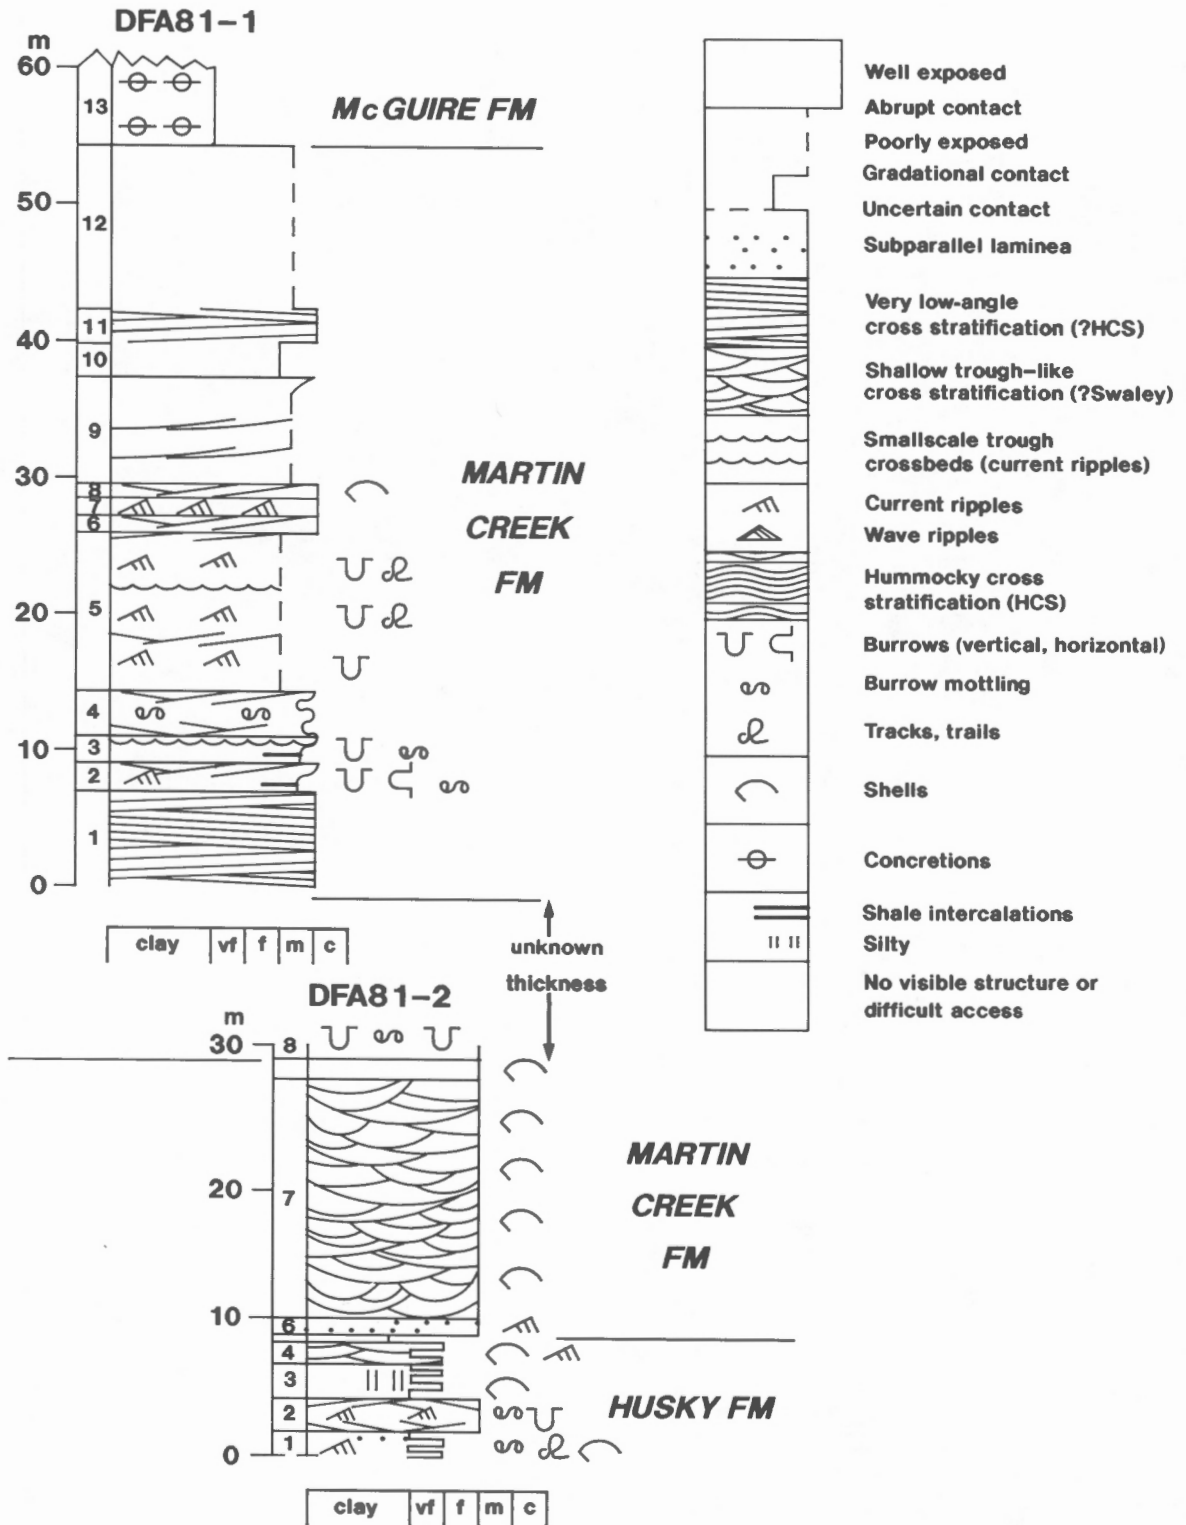 DFA81-1
m
60
13
McGUIRE FM
50
12
11
40
10
9
30
8
7
6
MARTIN
CREEK
FM
20
5
4
10
3
2
1
0
clay vf f m c
unknown
thickness
DFA81-2
m
30
8
20
7
MARTIN
CREEK
FM
10
6
4
3
2
HUSKY FM
1
0
clay vf f m c
Well exposed
Abrupt contact
Poorly exposed
Gradational contact
Uncertain contact
Subparallel laminea
Very low-angle
cross stratification (?HCS)
Shallow trough-like
cross stratification (?Swaley)
Smallscale trough
crossbeds (current ripples)
Current ripples
Wave ripples
Hummocky cross
stratification (HCS)
Burrows (vertical, horizontal)
Burrow mottling
Tracks, trails
Shells
Concretions
Shale intercalations
Silty
No visible structure or
difficult access